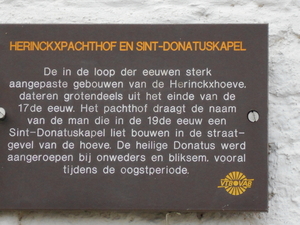 HERINCKXPACHTHOF EN SINT-DONATUSKAPEL
De in de loop der eeuwen sterk
aangepaste gebouwen van de Herinckxhoeve,
dateren grotendeels uit het einde van de
17de eeuw. Het pachthof draagt de naam
van de man die in de 19de eeuw een
Sint-Donatuskapel liet bouwen in de straat-
gevel van de hoeve. De heilige Donatus werd
aangeroepen bij onweders en bliksem, vooral
tijdens de oogstperiode.
VTB-VAB